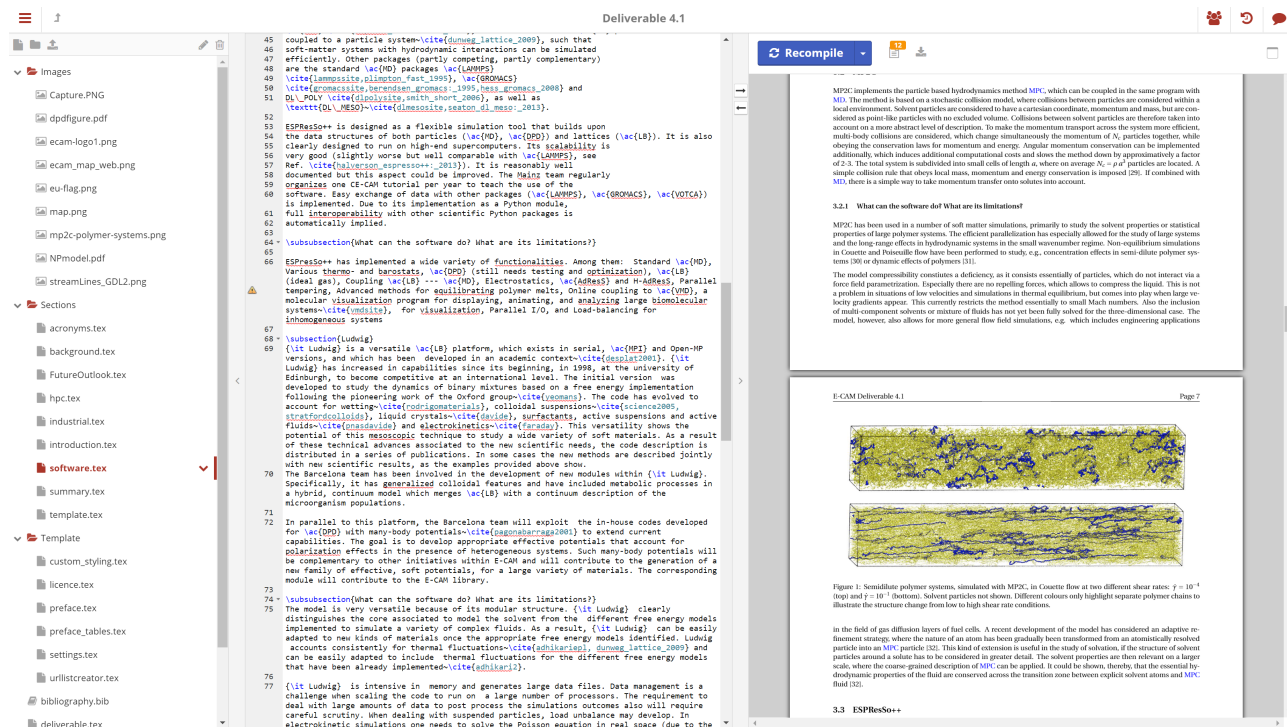 Deliverable 4.1
Images
Capture.PNG
dpdfigure.pdf
ecam-logo1.png
ecam_map_web.png
eu-flag.png
map.png
mp2c-polymer-systems.png
NPmodel.pdf
streamLines_GDL2.png
Sections
acronyms.tex
background.tex
FutureOutlook.tex
hpc.tex
industrial.tex
introduction.tex
software.tex
summary.tex
template.tex
Template
custom_styling.tex
licence.tex
preface.tex
preface_tables.tex
settings.tex
urllistcreator.tex
bibliography.bib
deliverable.tex
45 coupled to a particle system~\cite{dunweg_lattice_2009}, such that
46 soft-matter systems with hydrodynamic interactions can be simulated
47 efficiently. Other packages (partly competing, partly complementary)
48 are the standard \ac{MD} packages \ac{LAMMPS}
49 \cite{lammpssite,plimpton_fast_1995}, \ac{GROMACS}
50 \cite{gromacssite,berendsen_gromacs:_1995,hess_gromacs_2008} and
51 DL\_POLY \cite{dlpolysite,smith_short_2006}, as well as
\texttt{DL\_MESO}~\cite{dlmesosite,seaton_dl_meso:_2013}.
52
53 ESPResSo++ is designed as a flexible simulation tool that builds upon
54 the data structures of both particles (\ac{MD}, \ac{DPD}) and lattices (\ac{LB}). It is also
55 clearly designed to run on high-end supercomputers. Its scalability is
56 very good (slightly worse but well comparable with \ac{LAMMPS}, see
57 Ref. \cite{halverson_espresso++:_2013}). It is reasonably well
58 documented but this aspect could be improved. The Mainz team regularly
59 organizes one CE-CAM tutorial per year to teach the use of the
60 software. Easy exchange of data with other packages (\ac{LAMMPS}, \ac{GROMACS}, \ac{VOTCA})
is implemented. Due to its implementation as a Python module,
61 full interoperability with other scientific Python packages is
62 automatically implied.
63
64 \subsubsection{What can the software do? What are its limitations?}
65
66 ESPResSo++ has implemented a wide variety of functionalities. Among them: Standard \ac{MD},
Various thermo- and barostats, \ac{DPD} (still needs testing and optimization), \ac{LB}
(ideal gas), Coupling \ac{LB} --- \ac{MD}, Electrostatics, \ac{AdResS} and H-AdResS, Parallel
tempering, Advanced methods for equilibrating polymer melts, Online coupling to \ac{VMD}, a
molecular visualization program for displaying, animating, and analyzing large biomolecular
systems~\cite{vmdsite}, for visualization, Parallel I/O, and Load-balancing for
inhomogeneous systems
67
68 \subsection{Ludwig}
69 {\it Ludwig} is a versatile \ac{LB} platform, which exists in serial, \ac{MPI} and Open-MP
versions, and which has been developed in an academic context~\cite{desplat2001}. {\it
Ludwig} has increased in capabilities since its beginning, in 1998, at the university of
Edinburgh, to become competitive at an international level. The initial version was
developed to study the dynamics of binary mixtures based on a free energy implementation
following the pioneering work of the Oxford group~\cite{yeomans}. The code has evolved to
account for wetting~\cite{rodrigomaterials}, colloidal suspensions~\cite{science2005,
stratfordcolloids}, liquid crystals~\cite{davide}, surfactants, active suspensions and active
fluids~\cite{pnasdavide} and electrokinetics~\cite{faraday}. This versatility shows the
potential of this mesoscopic technique to study a wide variety of soft materials. As a result
of these technical advances associated to the new scientific needs, the code description is
distributed in a series of publications. In some cases the new methods are described jointly
with new scientific results, as the examples provided above show.
70 The Barcelona team has been involved in the development of new modules within {\it Ludwig}.
Specifically, it has generalized colloidal features and have included metabolic processes in
a hybrid, continuum model which merges \ac{LB} with a continuum description of the
microorganism populations.
71
72 In parallel to this platform, the Barcelona team will exploit the in-house codes developed
for \ac{DPD} with many-body potentials~\cite{pagonabarraga2001} to extend current
capabilities. The goal is to develop appropriate effective potentials that account for
polarization effects in the presence of heterogeneous systems. Such many-body potentials will
be complementary to other initiatives within E-CAM and will contribute to the generation of a
new family of effective, soft potentials, for a large variety of materials. The corresponding
module will contribute to the E-CAM library.
73
74 \subsubsection{What can the software do? What are its limitations?}
75 The model is very versatile because of its modular structure. {\it Ludwig} clearly
distinguishes the core associated to model the solvent from the different free energy models
implemented to simulate a variety of complex fluids. As a result, {\it Ludwig} can be easily
adapted to new kinds of materials once the appropriate free energy models identified. Ludwig
accounts consistently for thermal fluctuations~\cite{adhikariepl, dunweg_lattice_2009} and
can be easily adapted to include thermal fluctuations for the different free energy models
that have been already implemented~\cite{adhikari2}.
76
77 {\it Ludwig} is intensive in memory and generates large data files. Data management is a
challenge when scaling the code to run on a large number of processors. The requirement to
deal with large amounts of data to post process the simulations outcomes also will require
careful scrutiny. When dealing with suspended particles, load unbalance may develop. In
electrokinetic simulations one needs to solve the Poisson equation in real space (due to the
Recompile
12
MP2C implements the particle based hydrodynamics method MPC, which can be coupled in the same program with
MD. The method is based on a stochastic collision model, where collisions between particles are considered within a
local environment. Solvent particles are considered to have a cartesian coordinate, momentum and mass, but are con-
sidered as point-like particles with no excluded volume. Collisions between solvent particles are therefore taken into
account on a more abstract level of description. To make the momentum transport across the system more efficient,
multi-body collisions are considered, which change simultaneously the momentum of Nc particles together, while
obeying the conservation laws for momentum and energy. Angular momentum conservation can be implemented
additionally, which induces additional computational costs and slows the method down by approximatively a factor
of 2-3. The total system is subdivided into small cells of length a, where on average Nc = ρ a³ particles are located. A
simple collision rule that obeys local mass, momentum and energy conservation is imposed [29]. If combined with
MD, there is a simple way to take momentum transfer onto solutes into account.
3.2.1 What can the software do? What are its limitations?
MP2C has been used in a number of soft matter simulations, primarily to study the solvent properties or statistical
properties of large polymer systems. The efficient parallelization has especially allowed for the study of large systems
and the long-range effects in hydrodynamic systems in the small wavenumber regime. Non-equilibrium simulations
in Couette and Poiseuille flow have been performed to study, e.g., concentration effects in semi-dilute polymer sys-
tems [30] or dynamic effects of polymers [31].
The model compressibility constitutes a deficiency, as it consists essentially of particles, which do not interact via a
force field parametrization. Especially there are no repelling forces, which allows to compress the liquid. This is not
a problem in situations of low velocities and simulations in thermal equilibrium, but comes into play when large ve-
locity gradients appear. This currently restricts the method essentially to small Mach numbers. Also the inclusion
of multi-component solvents or mixture of fluids has not yet been fully solved for the three-dimensional case. The
model, however, also allows for more general flow field simulations, e.g. which includes engineering applications
E-CAM Deliverable 4.1 Page 7
Figure 1: Semidilute polymer systems, simulated with MP2C, in Couette flow at two different shear rates: γ̇ = 10⁻⁴
(top) and γ̇ = 10⁻¹ (bottom). Solvent particles not shown. Different colours only highlight separate polymer chains to
illustrate the structure change from low to high shear rate conditions.
in the field of gas diffusion layers of fuel cells. A recent development of the model has considered an adaptive re-
finement strategy, where the nature of an atom has been gradually been transformed from an atomistically resolved
particle into an MPC particle [32]. This kind of extension is useful in the study of solvation, if the structure of solvent
particles around a solute has to be considered in greater detail. The solvent properties are then relevant on a larger
scale, where the coarse-grained description of MPC can be applied. It could be shown, thereby, that the essential hy-
drodynamic properties of the fluid are conserved across the transition zone between explicit solvent atoms and MPC
fluid [32].
3.3 ESPResSo++